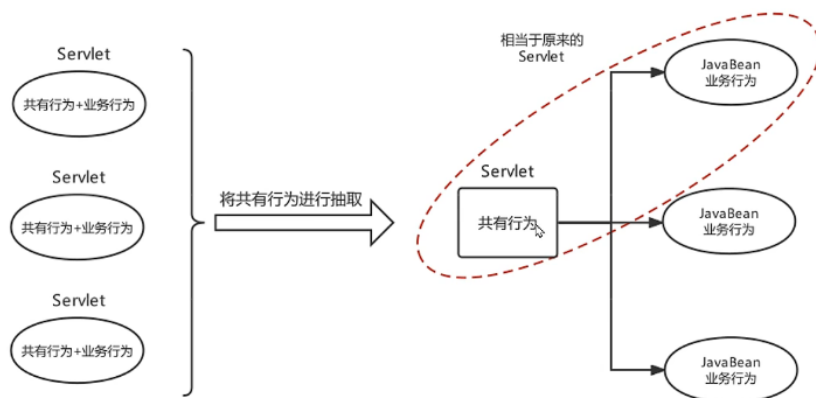 Servlet
共有行为+业务行为
Servlet
共有行为+业务行为
Servlet
共有行为+业务行为
将共有行为进行抽取
相当于原来的
Servlet
Servlet
共有行为
JavaBean
业务行为
JavaBean
业务行为
JavaBean
业务行为